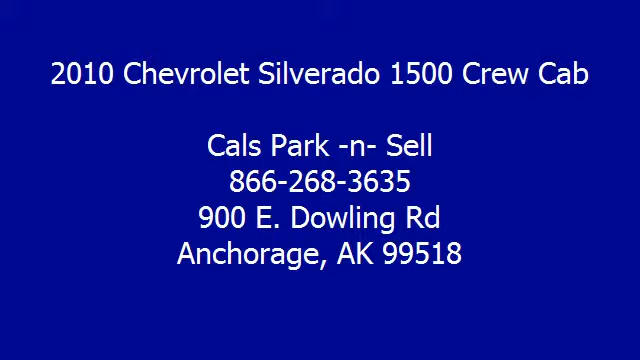 2010 Chevrolet Silverado 1500 Crew Cab
Cals Park -n- Sell
866-268-3635
900 E. Dowling Rd
Anchorage, AK 99518